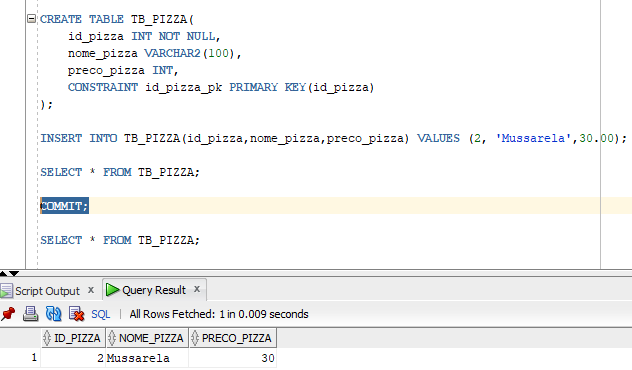 CREATE TABLE TB_PIZZA(
id_pizza INT NOT NULL,
nome_pizza VARCHAR2(100),
preco_pizza INT,
CONSTRAINT id_pizza_pk PRIMARY KEY(id_pizza)
);
INSERT INTO TB_PIZZA(id_pizza,nome_pizza,preco_pizza) VALUES (2, 'Mussarela',30.00);
SELECT * FROM TB_PIZZA;
COMMIT;
SELECT * FROM TB_PIZZA;
Script Output x Query Result x
SQL | All Rows Fetched: 1 in 0.009 seconds
ID_PIZZA NOME_PIZZA PRECO_PIZZA
1 2 Mussarela 30